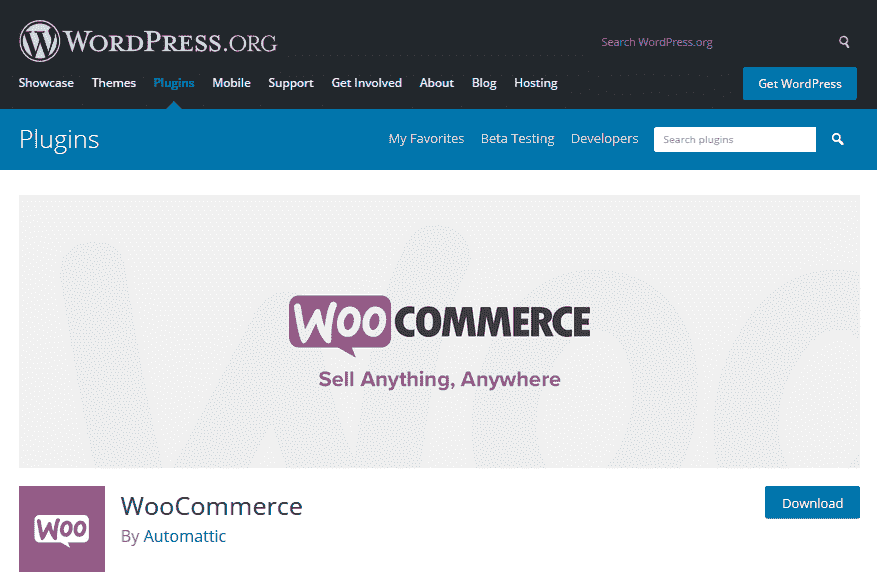 WORDPRESS.ORG
Search WordPress.org
Showcase Themes Plugins Mobile Support Get Involved About Blog Hosting
Get WordPress
Plugins
My Favorites Beta Testing Developers
Search plugins
Woo
WOO COMMERCE
Sell Anything, Anywhere
WOO
WooCommerce
By Automattic
Download